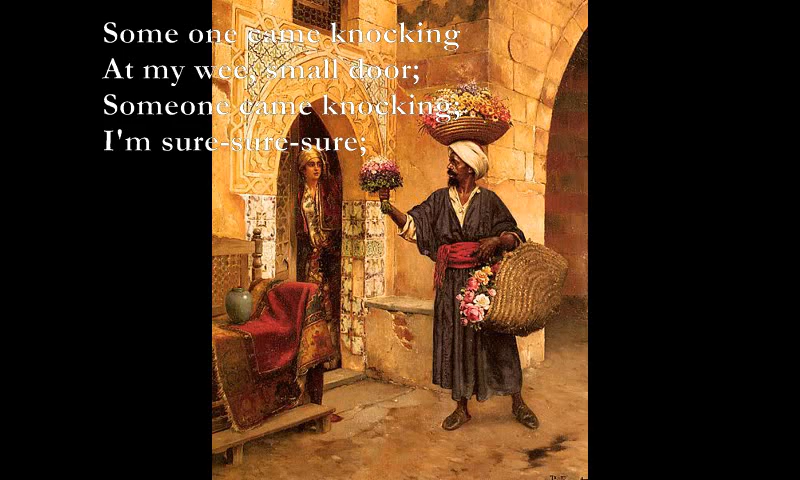 Some one came knocking
At my wee, small door;
Someone came knocking;
I'm sure-sure-sure;